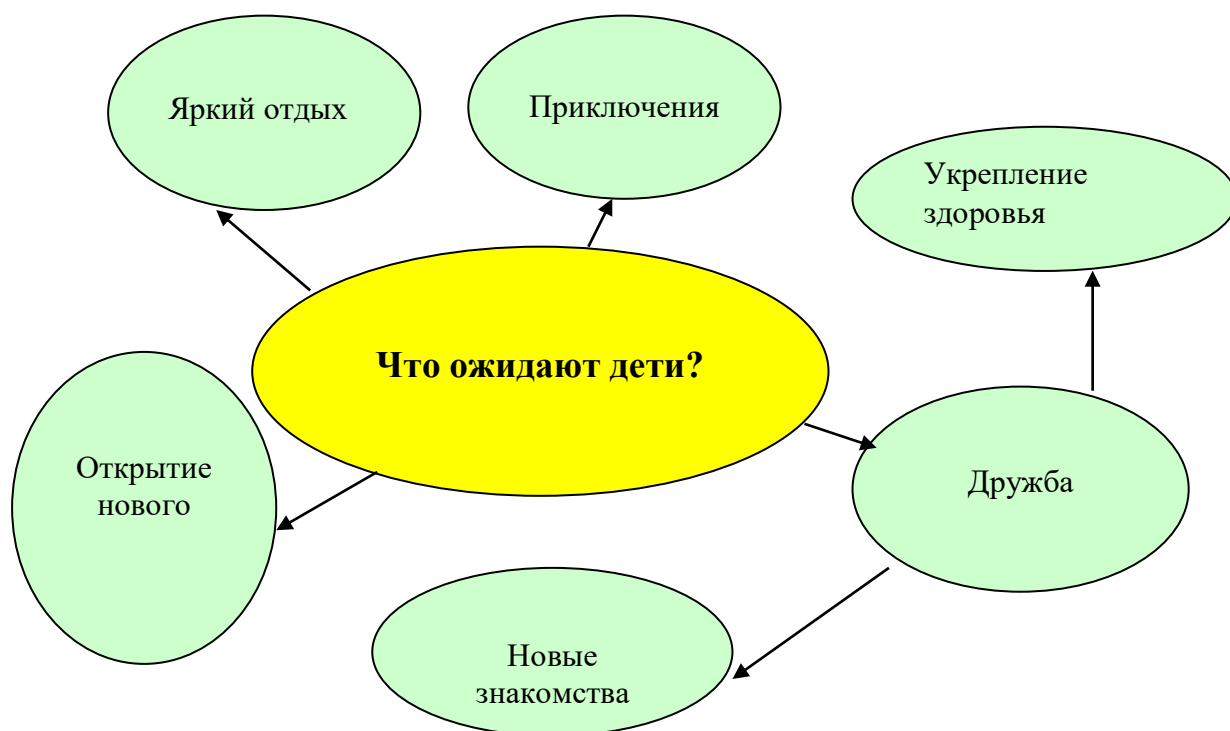 Яркий отдых
Приключения
Укрепление
здоровья
Что ожидают дети?
Открытие
нового
Дружба
Новые
знакомства